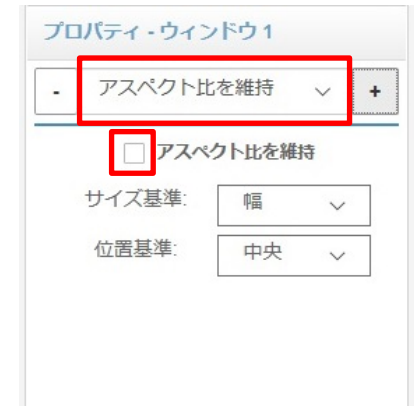 プロパティ - ウィンドウ 1
- アスペクト比を維持 +
アスペクト比を維持
サイズ基準: 幅
位置基準: 中央